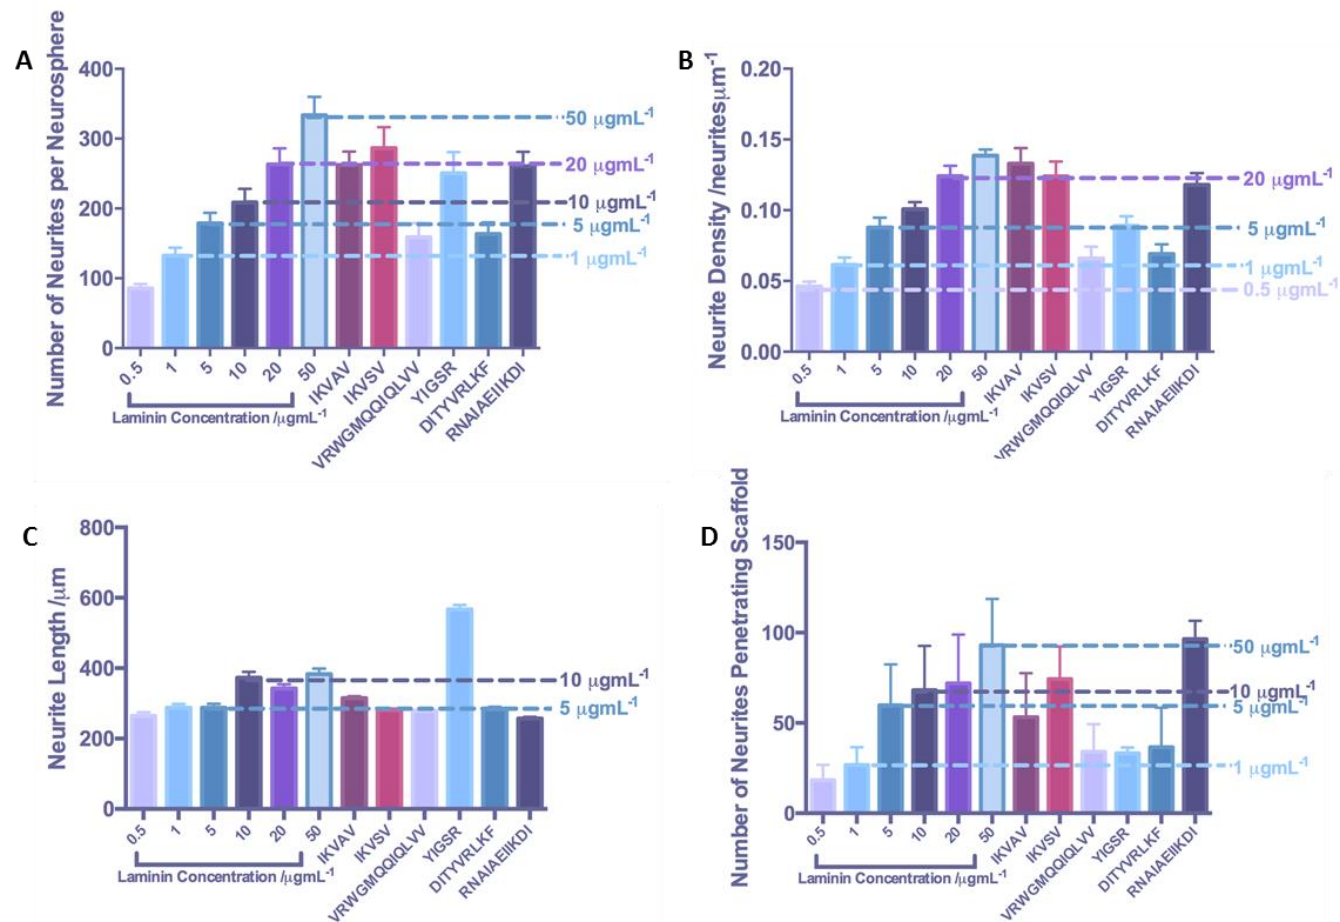 A
Number of Neurites per Neurosphere
400
300
200
100
0
50 μgmL-1
20 μgmL-1
10 μgmL-1
5 μgmL-1
1 μgmL-1
0.5 1 5 10 20 50 IKAV IKVSV VRWGMQQIQLVV YIGSR DITYVRLKF RNAIAEIIKDI
Laminin Concentration /μgmL-1
B
Neurite Density /neuritesμm-1
0.20
0.15
0.10
0.05
0.00
20 μgmL-1
5 μgmL-1
1 μgmL-1
0.5 μgmL-1
0.5 1 5 10 20 50 IKVAV IKVSV VRWGMQQIQLVV YIGSR DITYVRLKF RNAIAEIIKDI
Laminin Concentration /μgmL-1
C
Neurite Length /μm
800
600
400
200
0
10 μgmL-1
5 μgmL-1
0.5 1 5 10 20 50 IKVAV IKVSV VRWGMQQIQLVV YIGSR DITYVRLKF RNAIAEIIKDI
Laminin Concentration /μgmL-1
D
Number of Neurites Penetrating Scaffold
150
100
50
0
50 μgmL-1
10 μgmL-1
5 μgmL-1
1 μgmL-1
0.5 1 5 10 20 50 IKVAV IKVSV VRWGMQQIQLVV YIGSR DITYVRLKF RNAIAEIIKDI
Laminin Concentration /μgmL-1